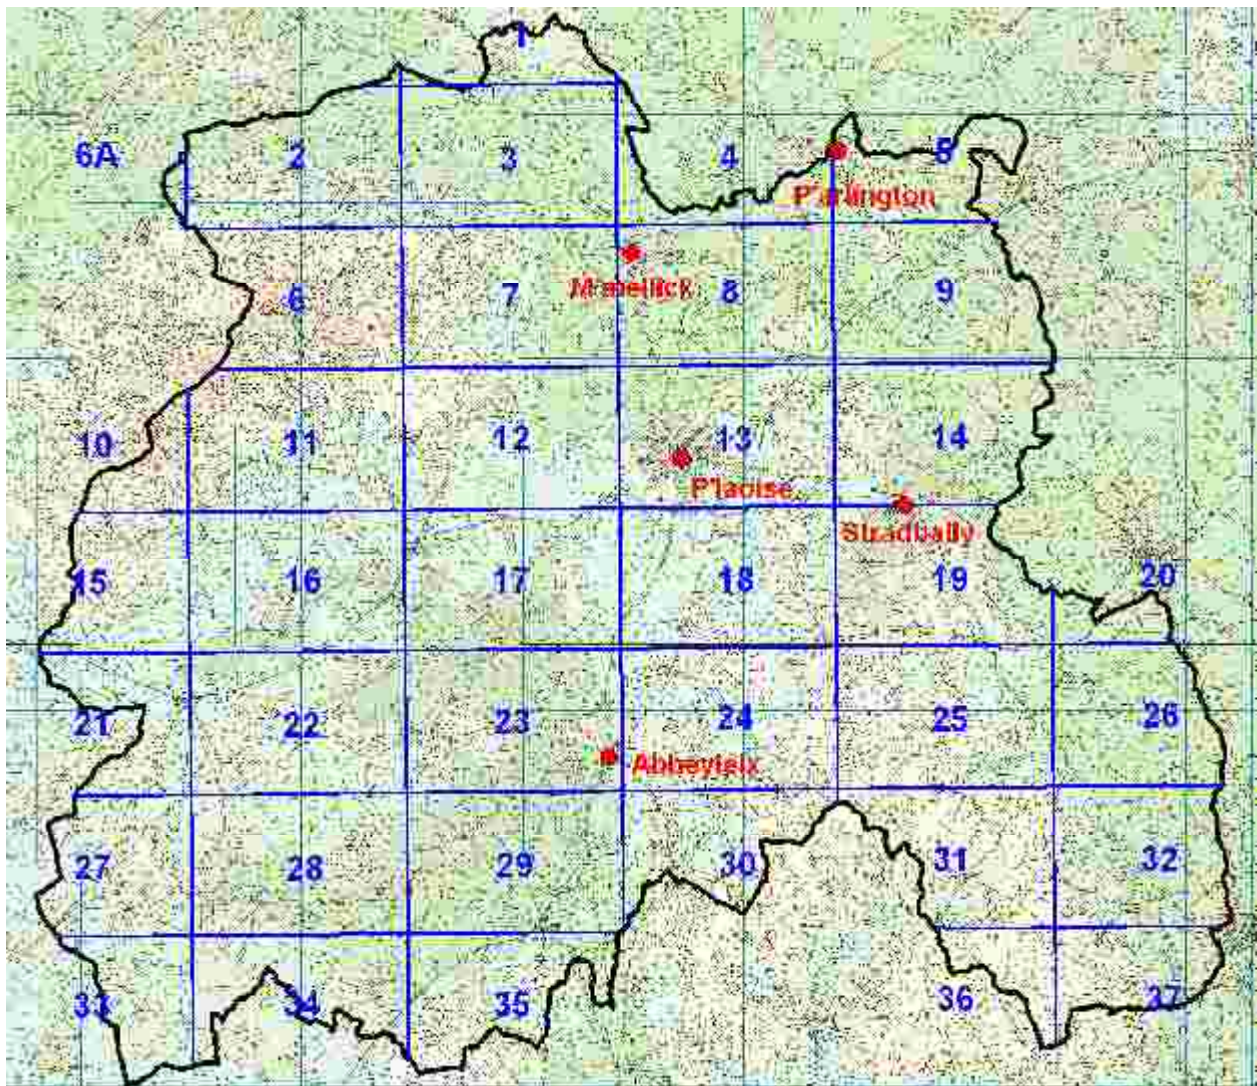 1
6A 2 3 4 5
P'arlington
M'mellick
6 7 8 9
10 11 12 13 14
P'laoise
Stradbally
15 16 17 18 19 20
21 22 23 24 25 26
Abbeyleix
27 28 29 30 31 32
33 34 35 36 37